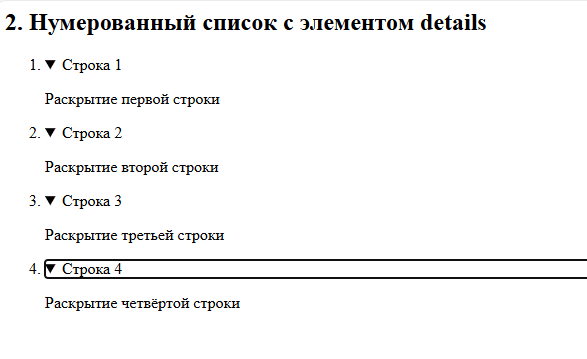 2. Нумерованный список с элементом details
1. ▼ Строка 1
Раскрытие первой строки
2. ▼ Строка 2
Раскрытие второй строки
3. ▼ Строка 3
Раскрытие третьей строки
4. ▼ Строка 4
Раскрытие четвёртой строки